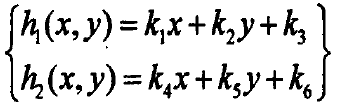 h₁(x, y) = k₁x + k₂y + k₃
h₂(x, y) = k₄x + k₅y + k₆